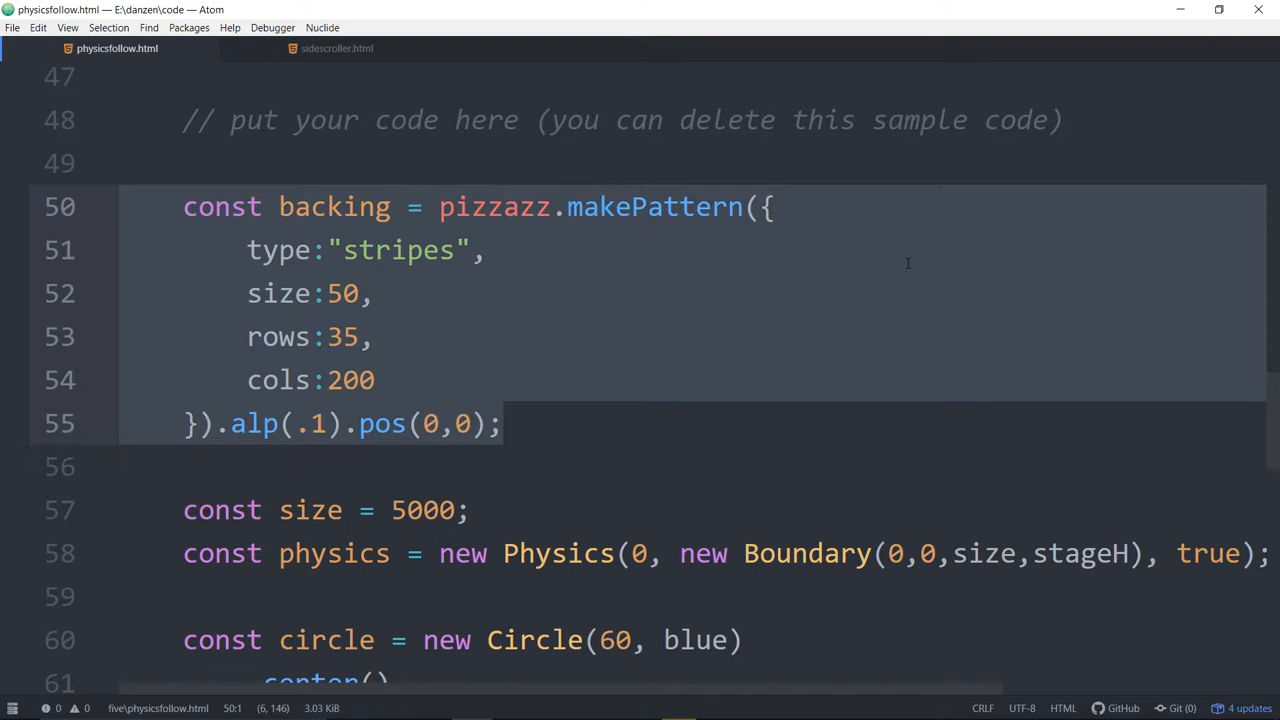 physicsfollow.html — E:\danzen\code — Atom
File Edit View Selection Find Packages Help Debugger Nuclide
physicsfollow.html sidescroller.html
47
48 // put your code here (you can delete this sample code)
49
50 const backing = pizzazz.makePattern({
51 type:"stripes",
52 size:50,
53 rows:35,
54 cols:200
55 }).alp(.1).pos(0,0);
56
57 const size = 5000;
58 const physics = new Physics(0, new Boundary(0,0,size,stageH), true);
59
60 const circle = new Circle(60, blue)
61 .center()
0 0 five\physicsfollow.html 50:1 (6, 146) 3.03 KiB CRLF UTF-8 HTML GitHub Git (0) 4 updates